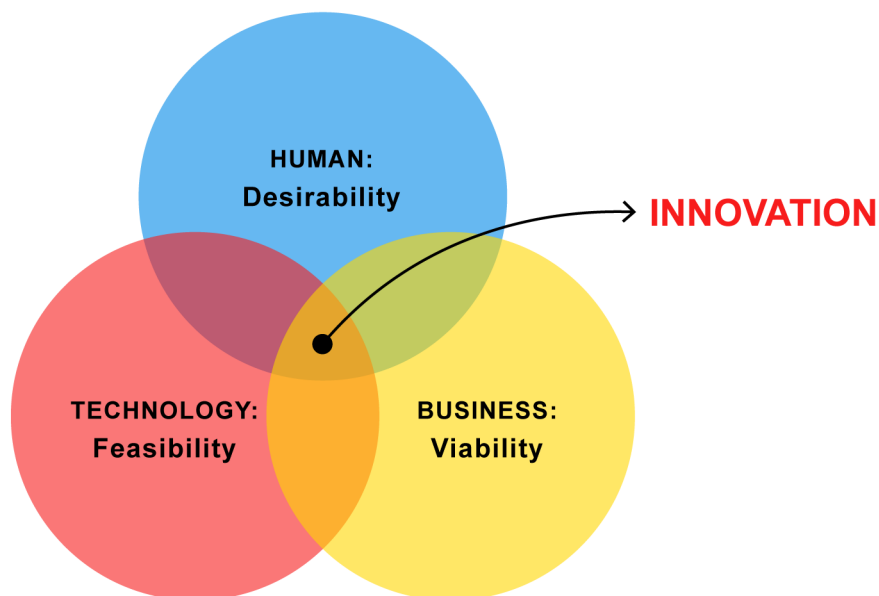 HUMAN:
Desirability
INNOVATION
TECHNOLOGY:
Feasibility
BUSINESS:
Viability